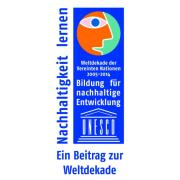 Nachhaltigkeit lernen
Weltdekade der
Vereinten Nationen
2005-2014
Bildung für
nachhaltige
Entwicklung
UNESCO
Ein Beitrag zur
Weltdekade